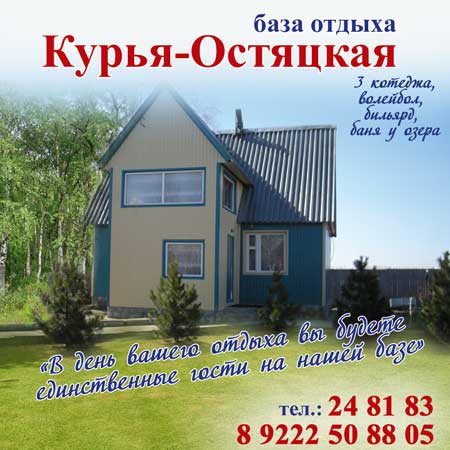 база отдыха
Курья-Остяцкая
3 котеджа,
волейбол,
бильярд,
баня у озера
«В день вашего отдыха вы будете
единственные гости на нашей базе»
тел.: 24 81 83
8 9222 50 88 05